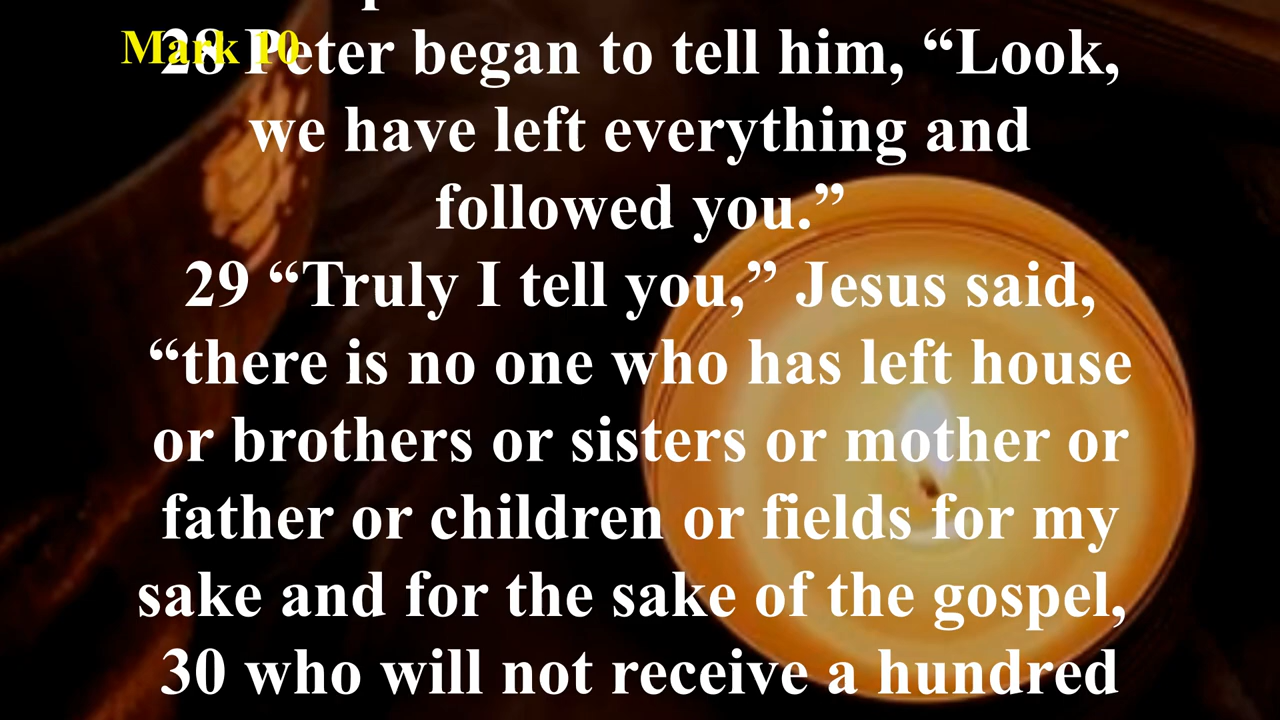 Mark 10
28 Peter began to tell him, “Look,
we have left everything and
followed you.”
29 “Truly I tell you,” Jesus said,
“there is no one who has left house
or brothers or sisters or mother or
father or children or fields for my
sake and for the sake of the gospel,
30 who will not receive a hundred